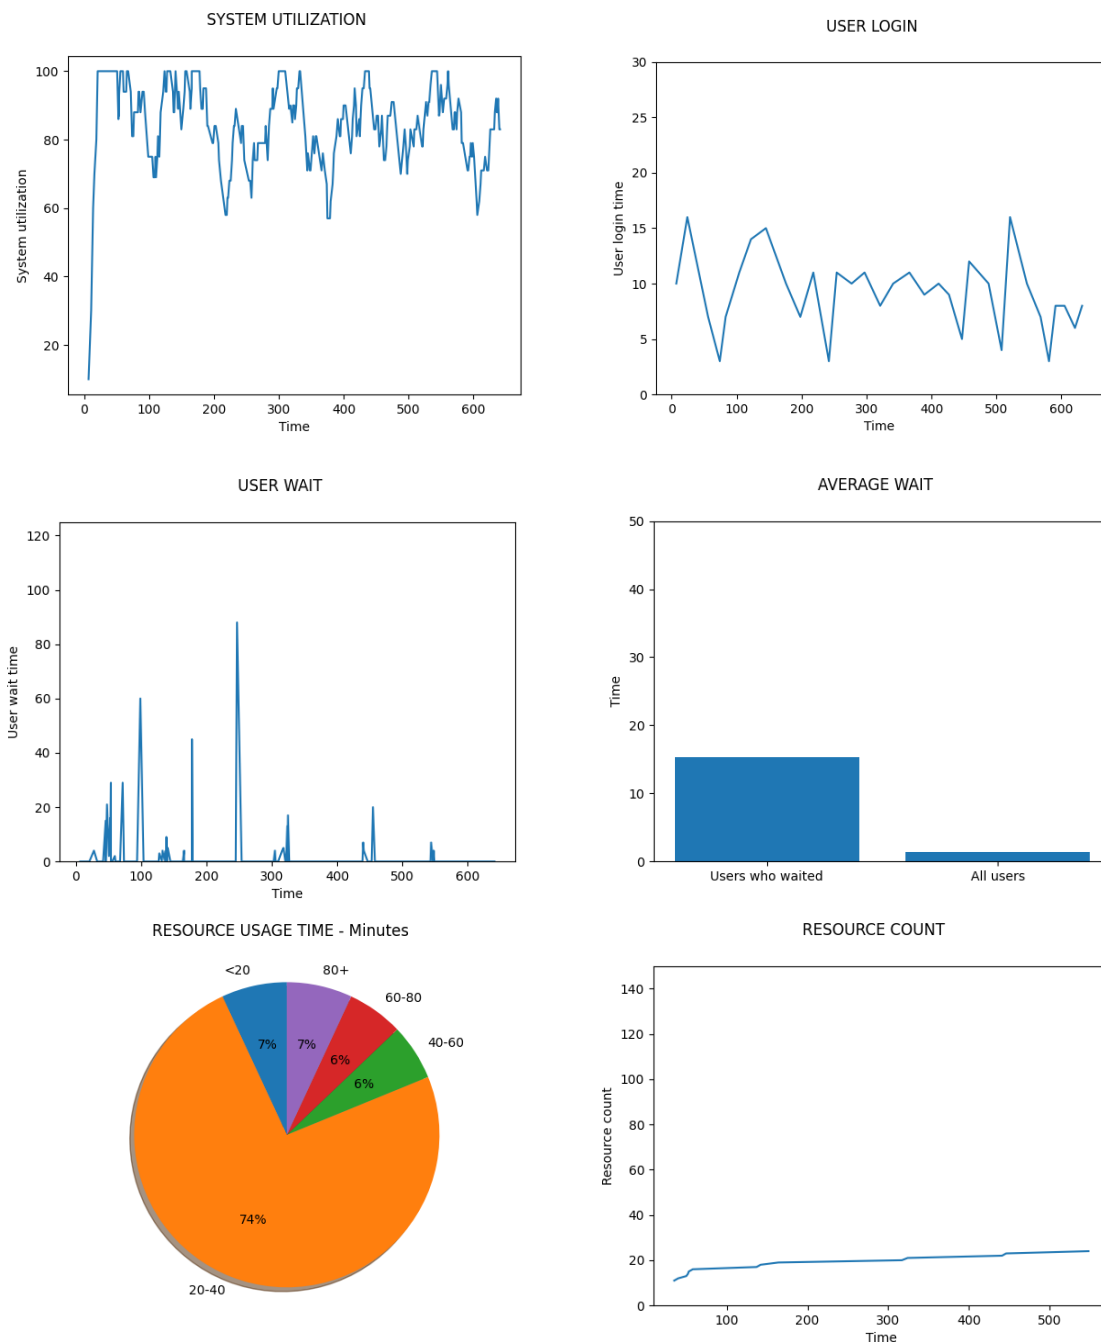 SYSTEM UTILIZATION
System utilization
100
80
60
40
20
0 100 200 300 400 500 600
Time
USER LOGIN
User login time
30
25
20
15
10
5
0
0 100 200 300 400 500 600
Time
USER WAIT
User wait time
120
100
80
60
40
20
0
0 100 200 300 400 500 600
Time
AVERAGE WAIT
Time
50
40
30
20
10
0
Users who waited All users
RESOURCE USAGE TIME - Minutes
<20
80+
60-80
40-60
7%
7%
6%
6%
74%
20-40
RESOURCE COUNT
Resource count
140
120
100
80
60
40
20
0
100 200 300 400 500
Time